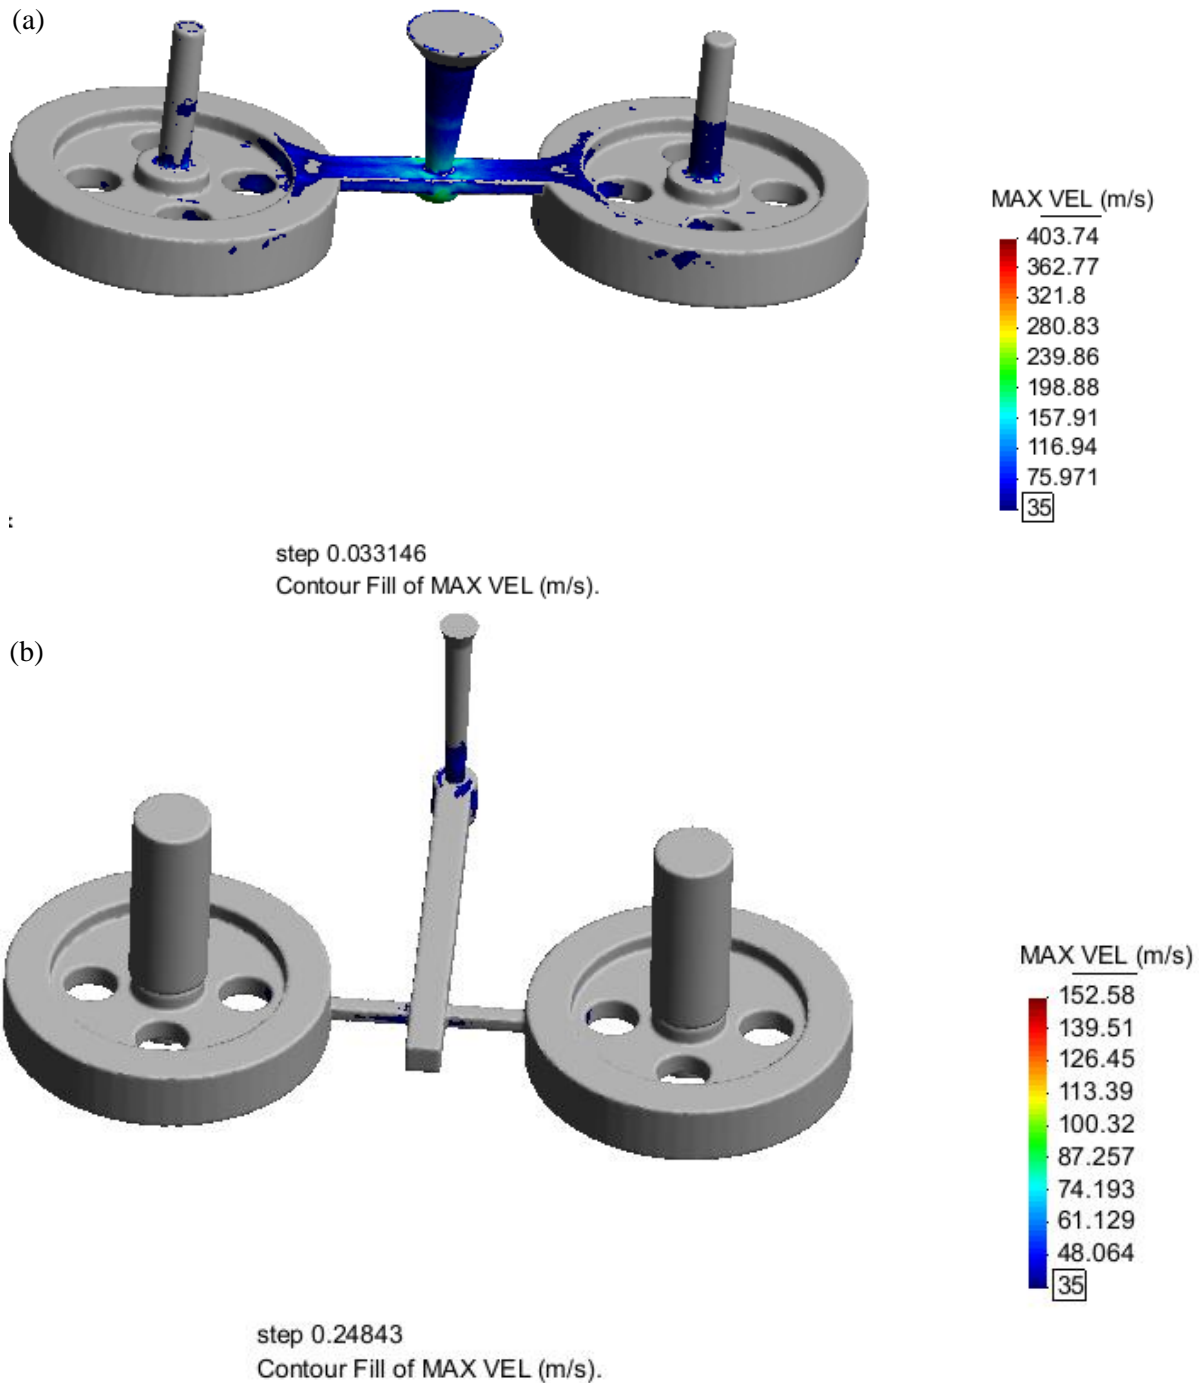 (a)
MAX VEL (m/s)
403.74
362.77
321.8
280.83
239.86
198.88
157.91
116.94
75.971
35
step 0.033146
Contour Fill of MAX VEL (m/s).
(b)
MAX VEL (m/s)
152.58
139.51
126.45
113.39
100.32
87.257
74.193
61.129
48.064
35
step 0.24843
Contour Fill of MAX VEL (m/s).